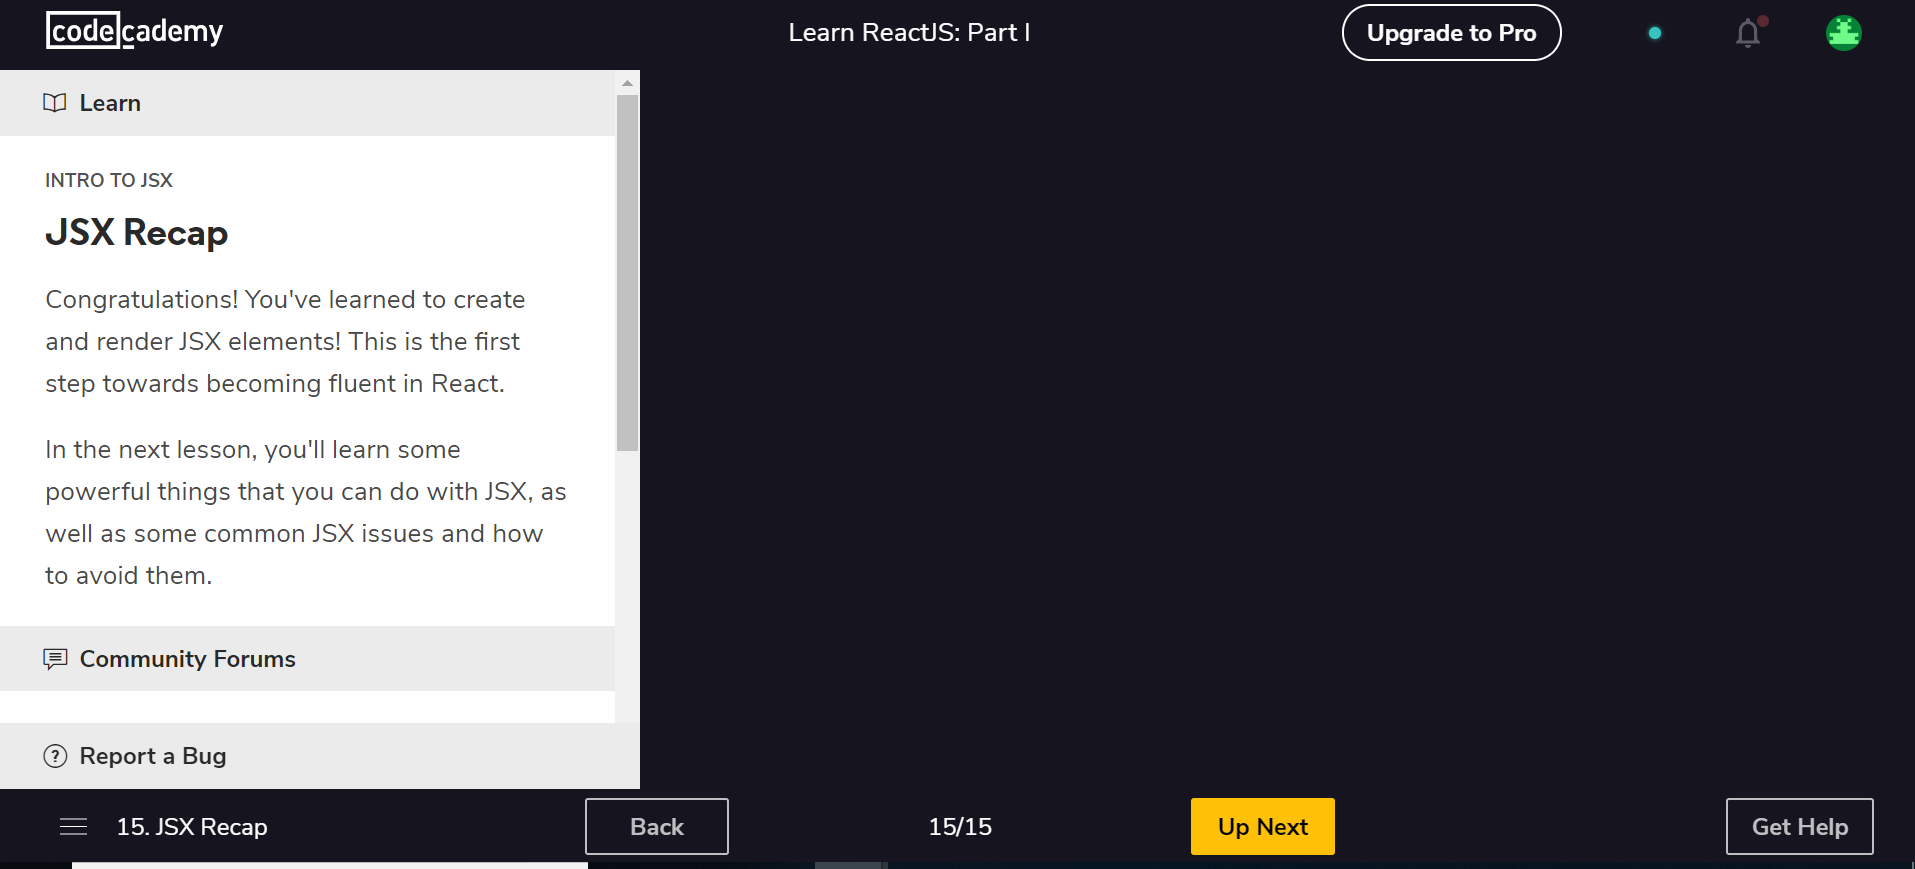 codecademy
Learn ReactJS: Part I
Upgrade to Pro
Learn
INTRO TO JSX
JSX Recap
Congratulations! You've learned to create
and render JSX elements! This is the first
step towards becoming fluent in React.
In the next lesson, you'll learn some
powerful things that you can do with JSX, as
well as some common JSX issues and how
to avoid them.
Community Forums
? Report a Bug
15. JSX Recap
Back
15/15
Up Next
Get Help